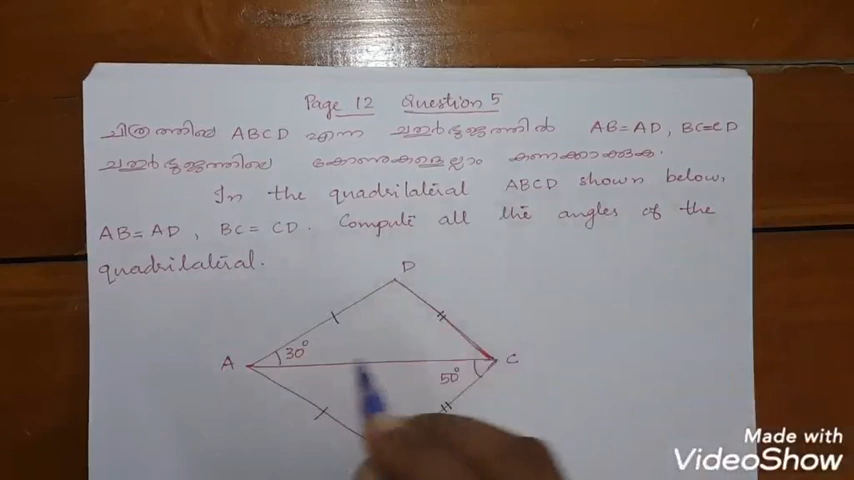 Page 12 Question 5
ചിത്രത്തിലെ ABCD എന്ന ചതുർഭുജത്തിൽ AB=AD, BC=CD
ചതുർഭുജത്തിലെ കോണുകളെല്ലാം കണക്കാക്കുക.
In the quadrilateral ABCD shown below,
AB=AD, BC=CD. Compute all the angles of the
quadrilateral.
D
A 30° C
50°
Made with
VideoShow